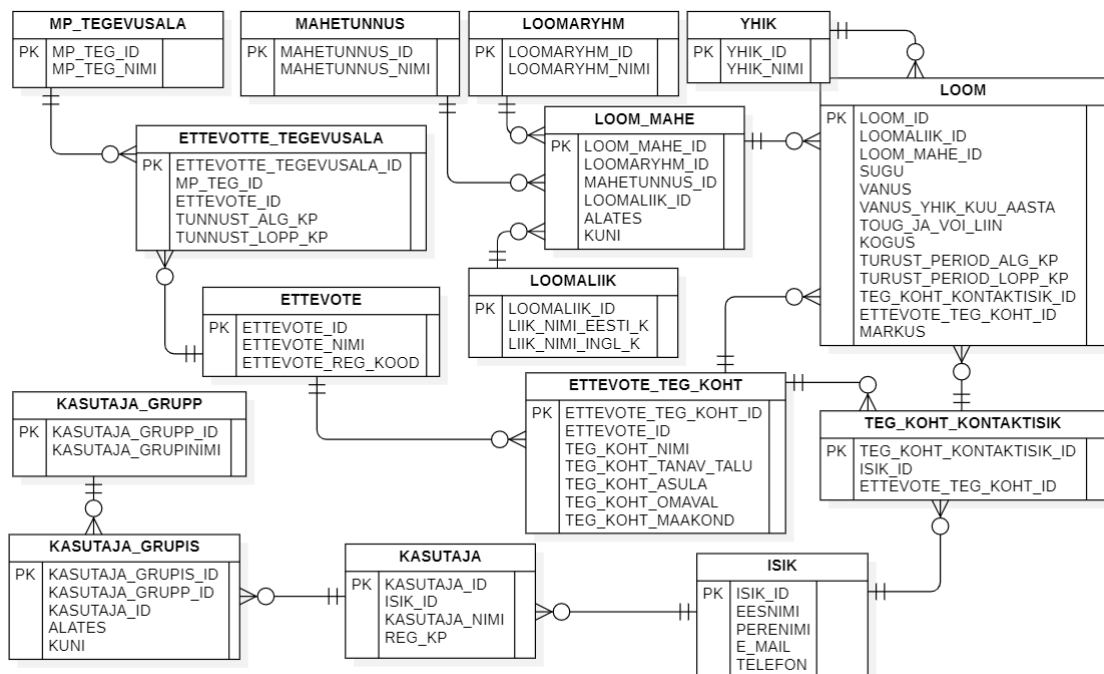 MP_TEGEVUSALA
PK MP_TEG_ID
MP_TEG_NIMI
MAHETUNNUS
PK MAHETUNNUS_ID
MAHETUNNUS_NIMI
LOOMARYHM
PK LOOMARYHM_ID
LOOMARYHM_NIMI
YHIK
PK YHIK_ID
YHIK_NIMI
LOOM
PK LOOM_ID
LOOMALIIK_ID
LOOM_MAHE_ID
SUGU
VANUS
VANUS_YHIK_KUU_AASTA
TOUG_JA_VOI_LIIN
KOGUS
TURUST_PERIOD_ALG_KP
TURUST_PERIOD_LOPP_KP
TEG_KOHT_KONTAKTISIK_ID
ETTEVOTE_TEG_KOHT_ID
MARKUS
LOOM_MAHE
PK LOOM_MAHE_ID
LOOMARYHM_ID
MAHETUNNUS_ID
LOOMALIIK_ID
ALATES
KUNI
ETTEVOTTE_TEGEVUSALA
PK ETTEVOTTE_TEGEVUSALA_ID
MP_TEG_ID
ETTEVOTE_ID
TUNNUST_ALG_KP
TUNNUST_LOPP_KP
LOOMALIIK
PK LOOMALIIK_ID
LIIK_NIMI_EESTI_K
LIIK_NIMI_INGL_K
ETTEVOTE
PK ETTEVOTE_ID
ETTEVOTE_NIMI
ETTEVOTE_REG_KOOD
ETTEVOTE_TEG_KOHT
PK ETTEVOTE_TEG_KOHT_ID
ETTEVOTE_ID
TEG_KOHT_NIMI
TEG_KOHT_TANAV_TALU
TEG_KOHT_ASULA
TEG_KOHT_OMAVAL
TEG_KOHT_MAAKOND
KASUTAJA_GRUPP
PK KASUTAJA_GRUPP_ID
KASUTAJA_GRUPINIMI
TEG_KOHT_KONTAKTISIK
PK TEG_KOHT_KONTAKTISIK_ID
ISIK_ID
ETTEVOTE_TEG_KOHT_ID
KASUTAJA_GRUPIS
PK KASUTAJA_GRUPIS_ID
KASUTAJA_GRUPP_ID
KASUTAJA_ID
ALATES
KUNI
KASUTAJA
PK KASUTAJA_ID
ISIK_ID
KASUTAJA_NIMI
REG_KP
ISIK
PK ISIK_ID
EESNIMI
PERENIMI
E_MAIL
TELEFON